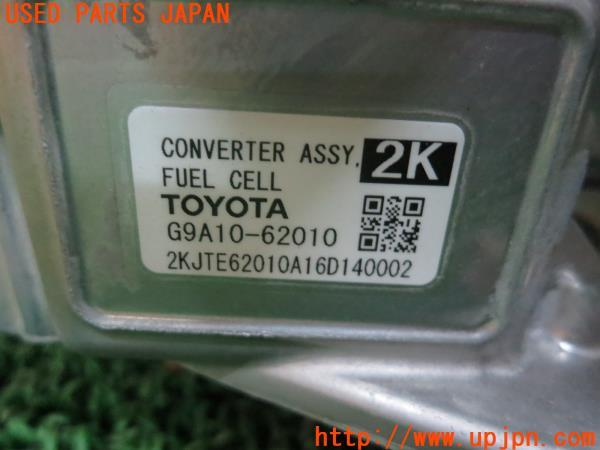 USED PARTS JAPAN
CONVERTER ASSY, 2K
FUEL CELL
TOYOTA
G9A10-62010
2KJTE62010A16D140002
http://www.upjpn.com